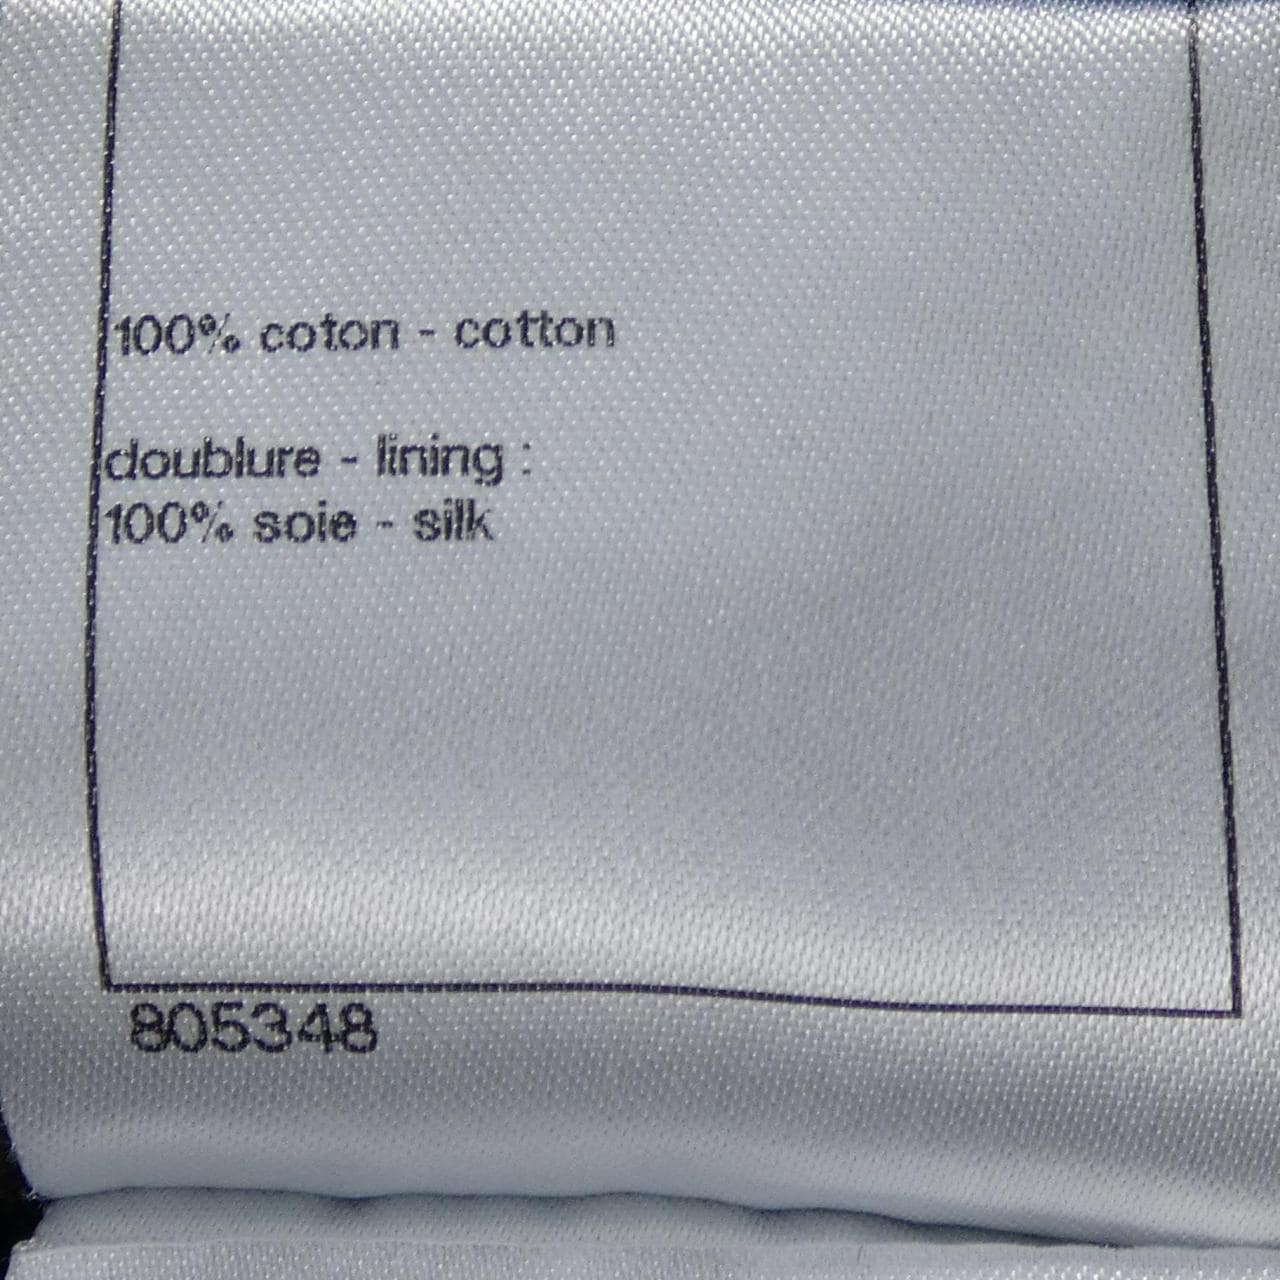 100% coton - cotton
doublure - lining :
100% soie - silk
805348